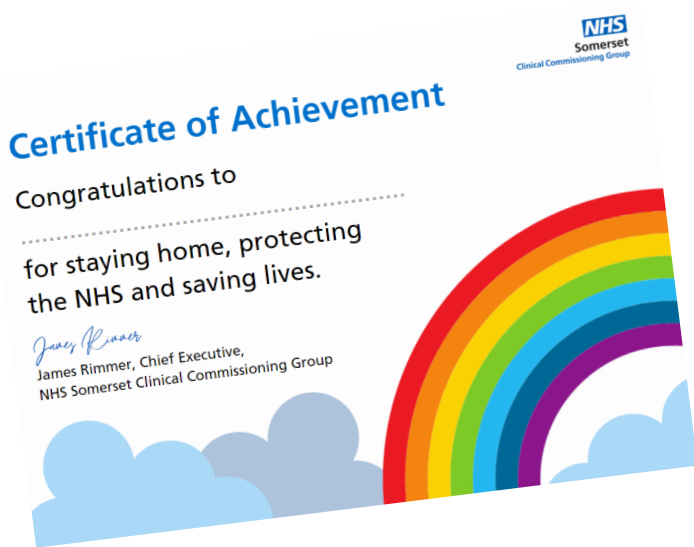 NHS
Somerset
Clinical Commissioning Group
Certificate of Achievement
Congratulations to
for staying home, protecting
the NHS and saving lives.
James Rimmer
James Rimmer, Chief Executive,
NHS Somerset Clinical Commissioning Group